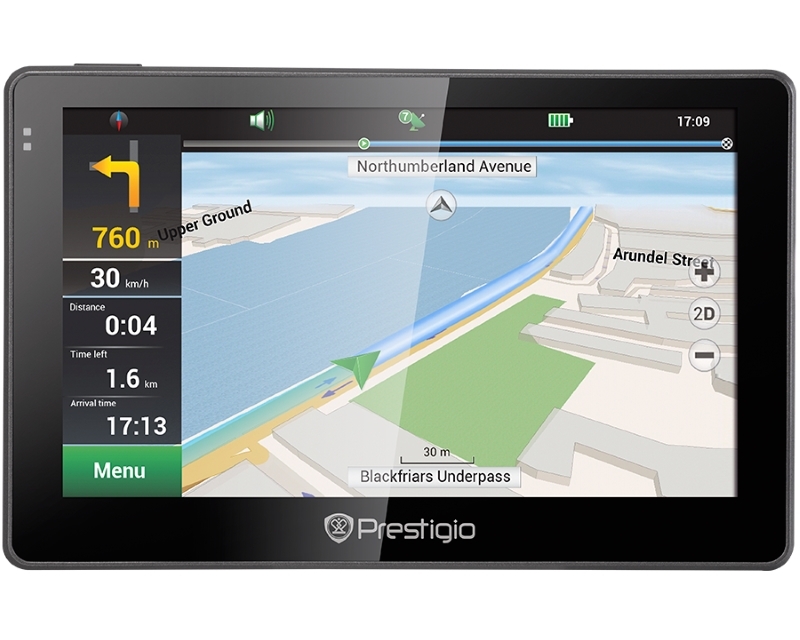 7
17:09
760 m
30 km/h
Distance
0:04
Time left
1.6 km
Arrival time
17:13
Menu
Northumberland Avenue
Upper Ground
Arundel Street
2D
30 m
Blackfriars Underpass
Prestigio